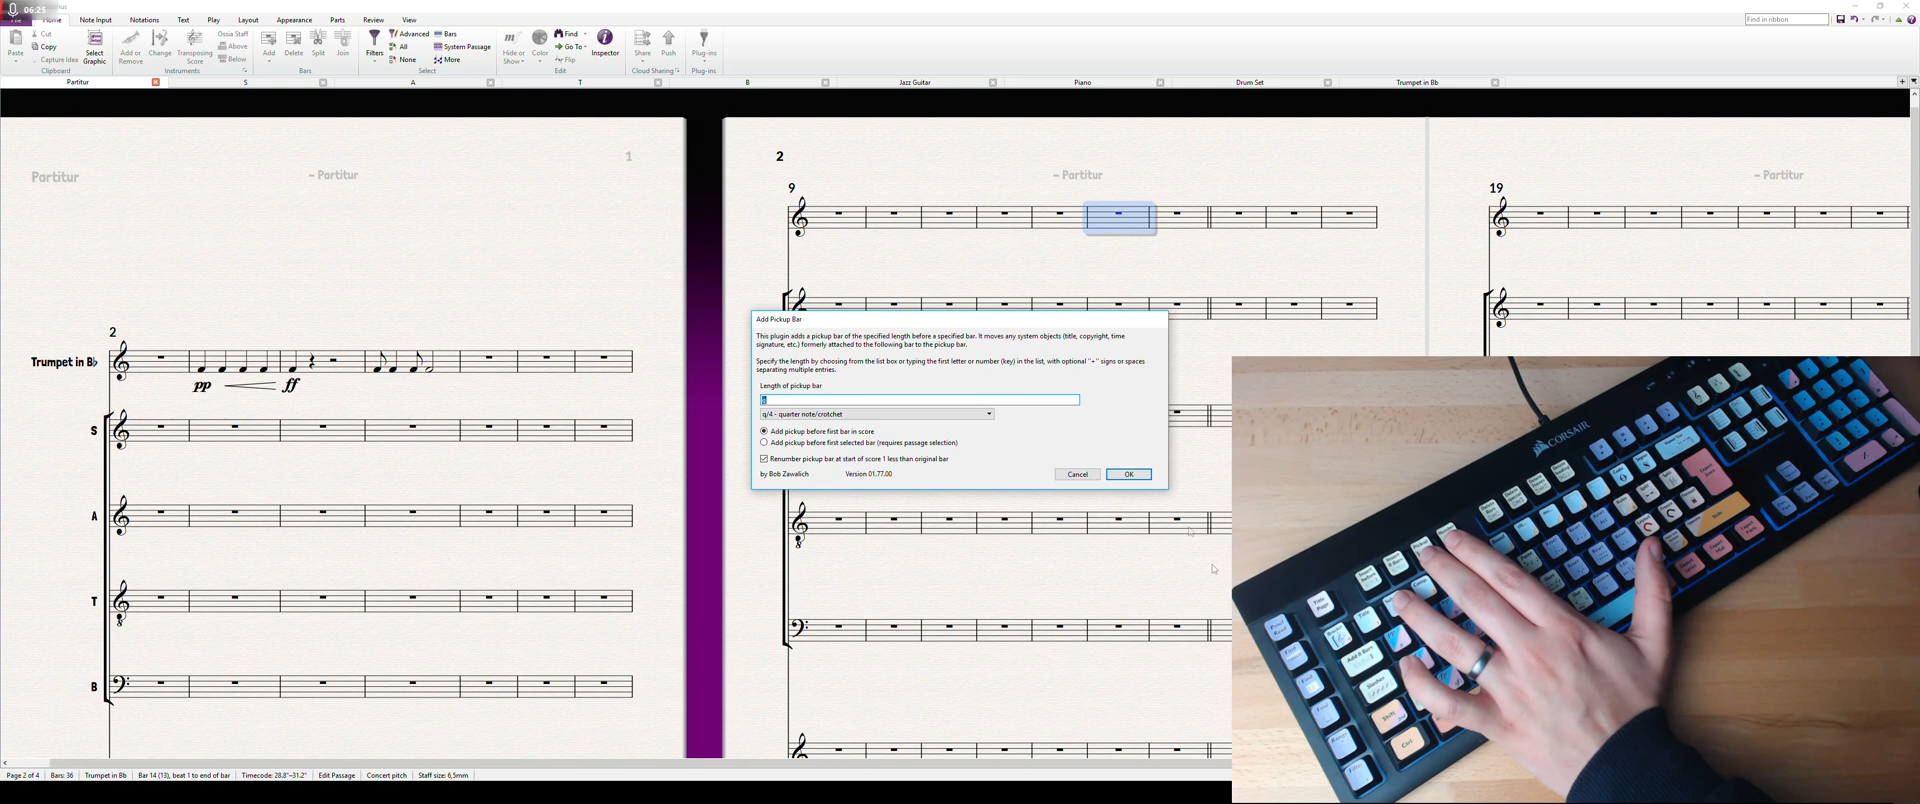 06:25
Home
Note Input
Notations
Text
Play
Layout
Appearance
Parts
Review
View
Find in ribbon
Paste
Cut
Copy
Capture Idea
Select Graphic
Clipboard
Add or Remove
Change
Transposing Score
Instruments
Ossia Staff
Above
Below
Add
Delete
Split
Join
Bars
Filters
Advanced
All
None
Bars
System Passage
More
Select
Hide or Show
Color
Find
Go To
Flip
Inspector
Edit
Share
Push
Cloud Sharing
Plug-ins
Plug-ins
Partitur
S
A
T
B
Jazz Guitar
Piano
Drum Set
Trumpet in Bb
1
Partitur
– Partitur
2
Trumpet in B♭
pp
ff
S
A
T
B
2
– Partitur
9
– Partitur
19
Add Pickup Bar
This plugin adds a pickup bar of the specified length before a specified bar. It moves any system objects (title, copyright, time
signature, etc.) formerly attached to the following bar to the pickup bar.
Specify the length by choosing from the list box or typing the first letter or number (key) in the list, with optional "+" signs or spaces
separating multiple entries.
Length of pickup bar
q/4 - quarter note/crotchet
Add pickup before first bar in score
Add pickup before first selected bar (requires passage selection)
Renumber pickup bar at start of score 1 less than original bar
by Bob Zawalich
Version 01.77.00
Cancel
OK
CORSAIR
Title Page
Title
Add 8 Bars
Slashes
Shift
Ctrl
Shift
Page 2 of 4
Bars: 36
Trumpet in Bb
Bar 14 (13), beat 1 to end of bar
Timecode: 28,8"–31.2"
Edit Passage
Concert pitch
Staff size: 6,5mm